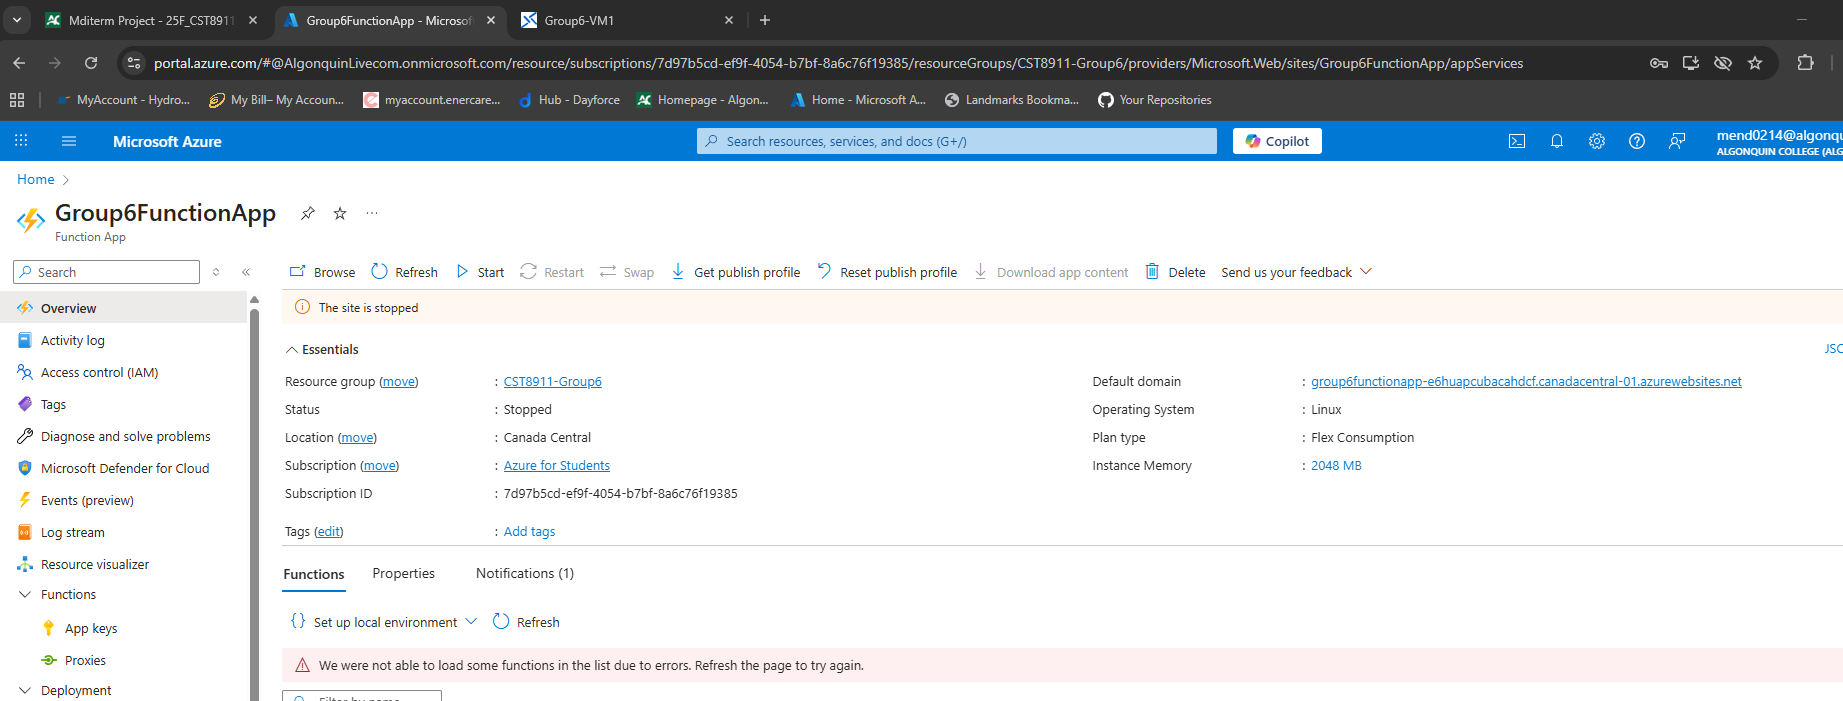 Mdi​term Project - 25F_CST8911
Group6FunctionApp - Microsof
Group6-VM1
portal.azure.com/#@AlgonquinLivecom.onmicrosoft.com/resource/subscriptions/7d97b5cd-ef9f-4054-b7bf-8a6c76f19385/resourceGroups/CST8911-Group6/providers/Microsoft.Web/sites/Group6FunctionApp/appServices
MyAccount - Hydro...
My Bill– My Accoun...
myaccount.enercare...
Hub - Dayforce
Homepage - Algon...
Home - Microsoft A...
Landmarks Bookma...
Your Repositories
Microsoft Azure
Search resources, services, and docs (G+/)
Copilot
mend0214@algonqu
ALGONQUIN COLLEGE (ALG
Home
Group6FunctionApp
Function App
Search
Browse
Refresh
Start
Restart
Swap
Get publish profile
Reset publish profile
Download app content
Delete
Send us your feedback
Overview
Activity log
Access control (IAM)
Tags
Diagnose and solve problems
Microsoft Defender for Cloud
Events (preview)
Log stream
Resource visualizer
Functions
App keys
Proxies
Deployment
The site is stopped
Essentials
JSO
Resource group (move) : CST8911-Group6
Status : Stopped
Location (move) : Canada Central
Subscription (move) : Azure for Students
Subscription ID : 7d97b5cd-ef9f-4054-b7bf-8a6c76f19385
Tags (edit) : Add tags
Default domain : group6functionapp-e6huapcubacahdcf.canadacentral-01.azurewebsites.net
Operating System : Linux
Plan type : Flex Consumption
Instance Memory : 2048 MB
Functions
Properties
Notifications (1)
Set up local environment
Refresh
We were not able to load some functions in the list due to errors. Refresh the page to try again.
Filter by name